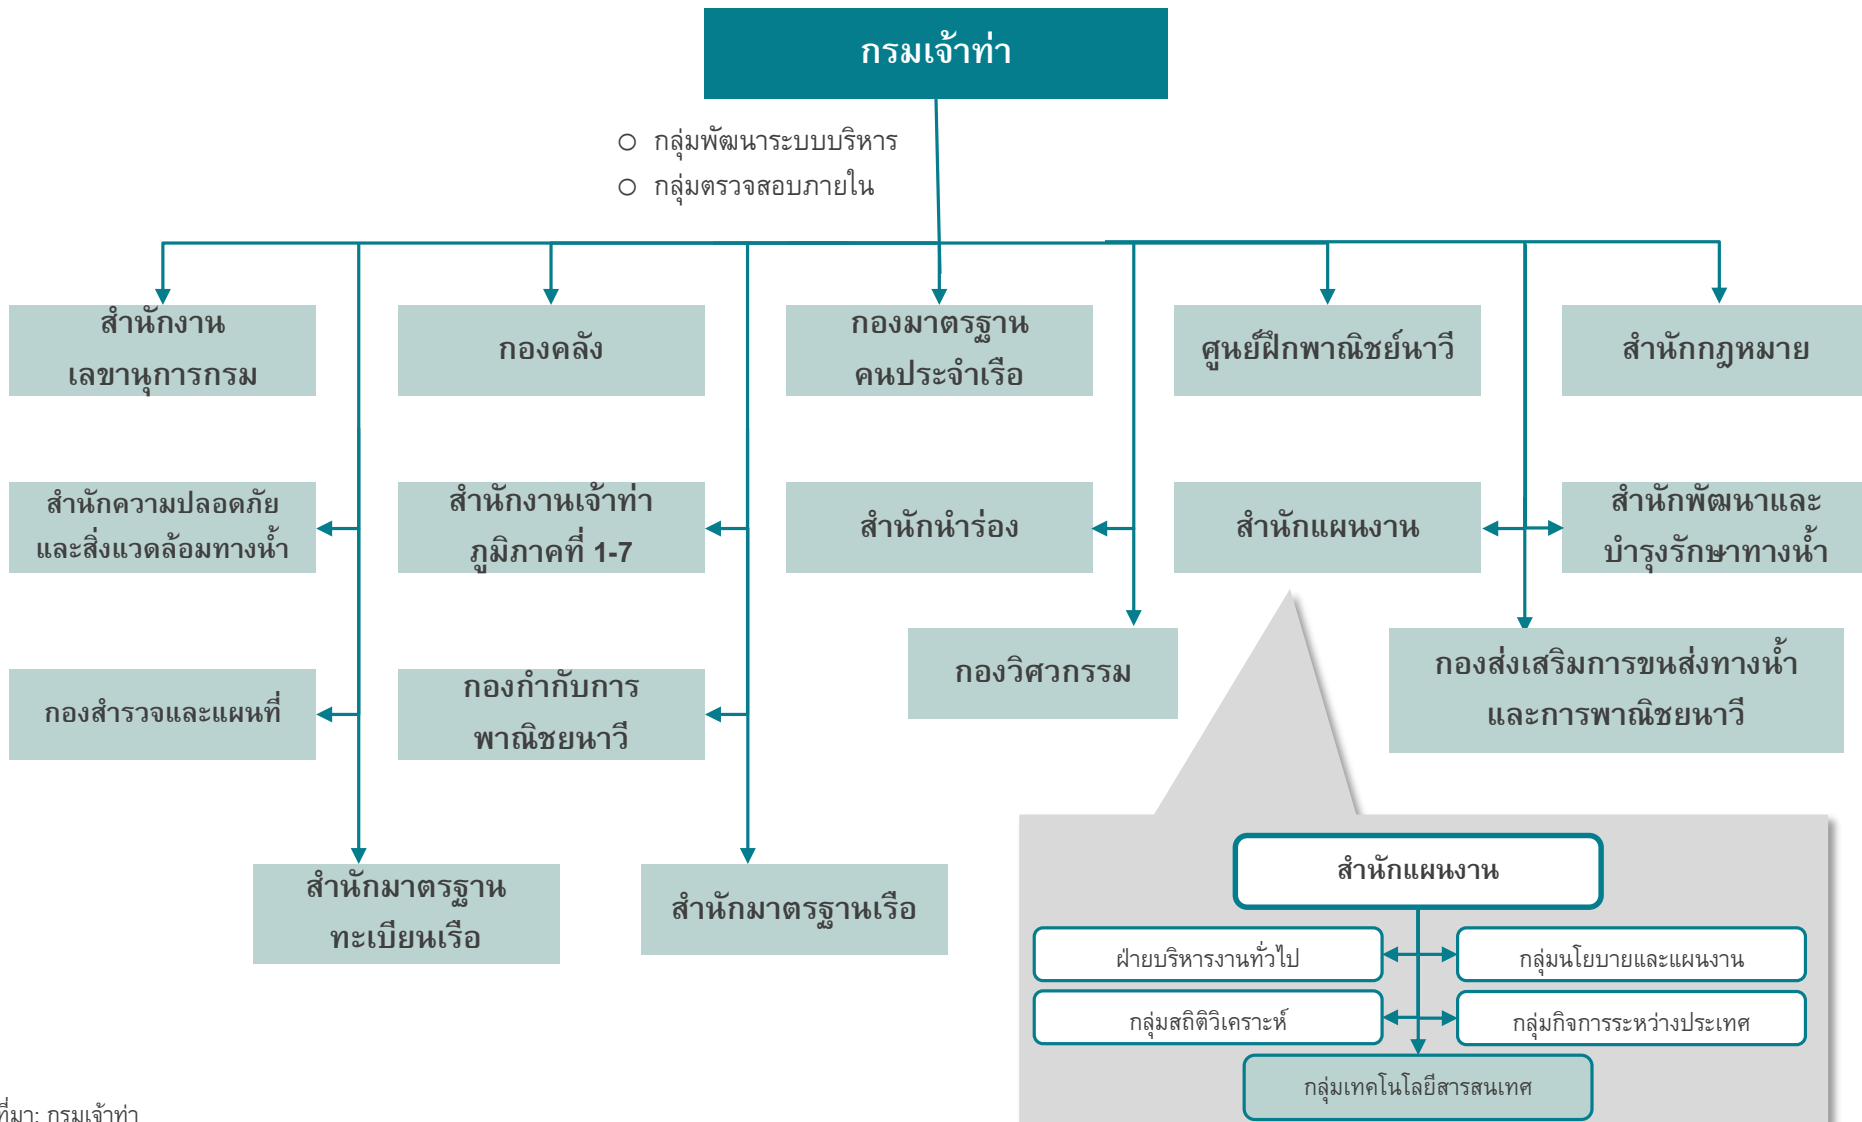 กรมเจ้าท่า
กลุ่มพัฒนาระบบบริหาร
กลุ่มตรวจสอบภายใน
สำนักงาน
เลขานุการกรม
กองคลัง
กองมาตรฐาน
คนประจำเรือ
ศูนย์ฝึกพาณิชย์นาวี
สำนักกฎหมาย
สำนักความปลอดภัย
และสิ่งแวดล้อมทางน้ำ
สำนักงานเจ้าท่า
ภูมิภาคที่ 1-7
สำนักนำร่อง
สำนักแผนงาน
สำนักพัฒนาและ
บำรุงรักษาทางน้ำ
กองสำรวจและแผนที่
กองกำกับการ
พาณิชยนาวี
กองวิศวกรรม
กองส่งเสริมการขนส่งทางน้ำ
และการพาณิชยนาวี
สำนักมาตรฐาน
ทะเบียนเรือ
สำนักมาตรฐานเรือ
สำนักแผนงาน
ฝ่ายบริหารงานทั่วไป
กลุ่มนโยบายและแผนงาน
กลุ่มสถิติวิเคราะห์
กลุ่มกิจการระหว่างประเทศ
กลุ่มเทคโนโลยีสารสนเทศ
ที่มา: กรมเจ้าท่า